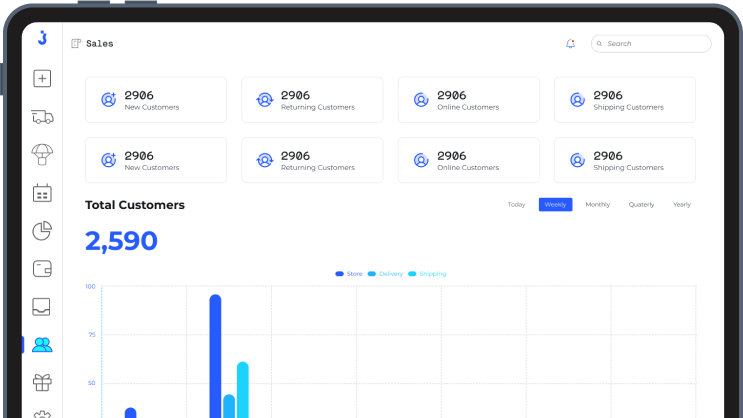 Sales
Search
2906
New Customers
2906
Returning Customers
2906
Online Customers
2906
Shipping Customers
2906
New Customers
2906
Returning Customers
2906
Online Customers
2906
Shipping Customers
Total Customers
Today Weekly Monthly Quaterly Yearly
2,590
Store Delivery Shipping
100
75
50